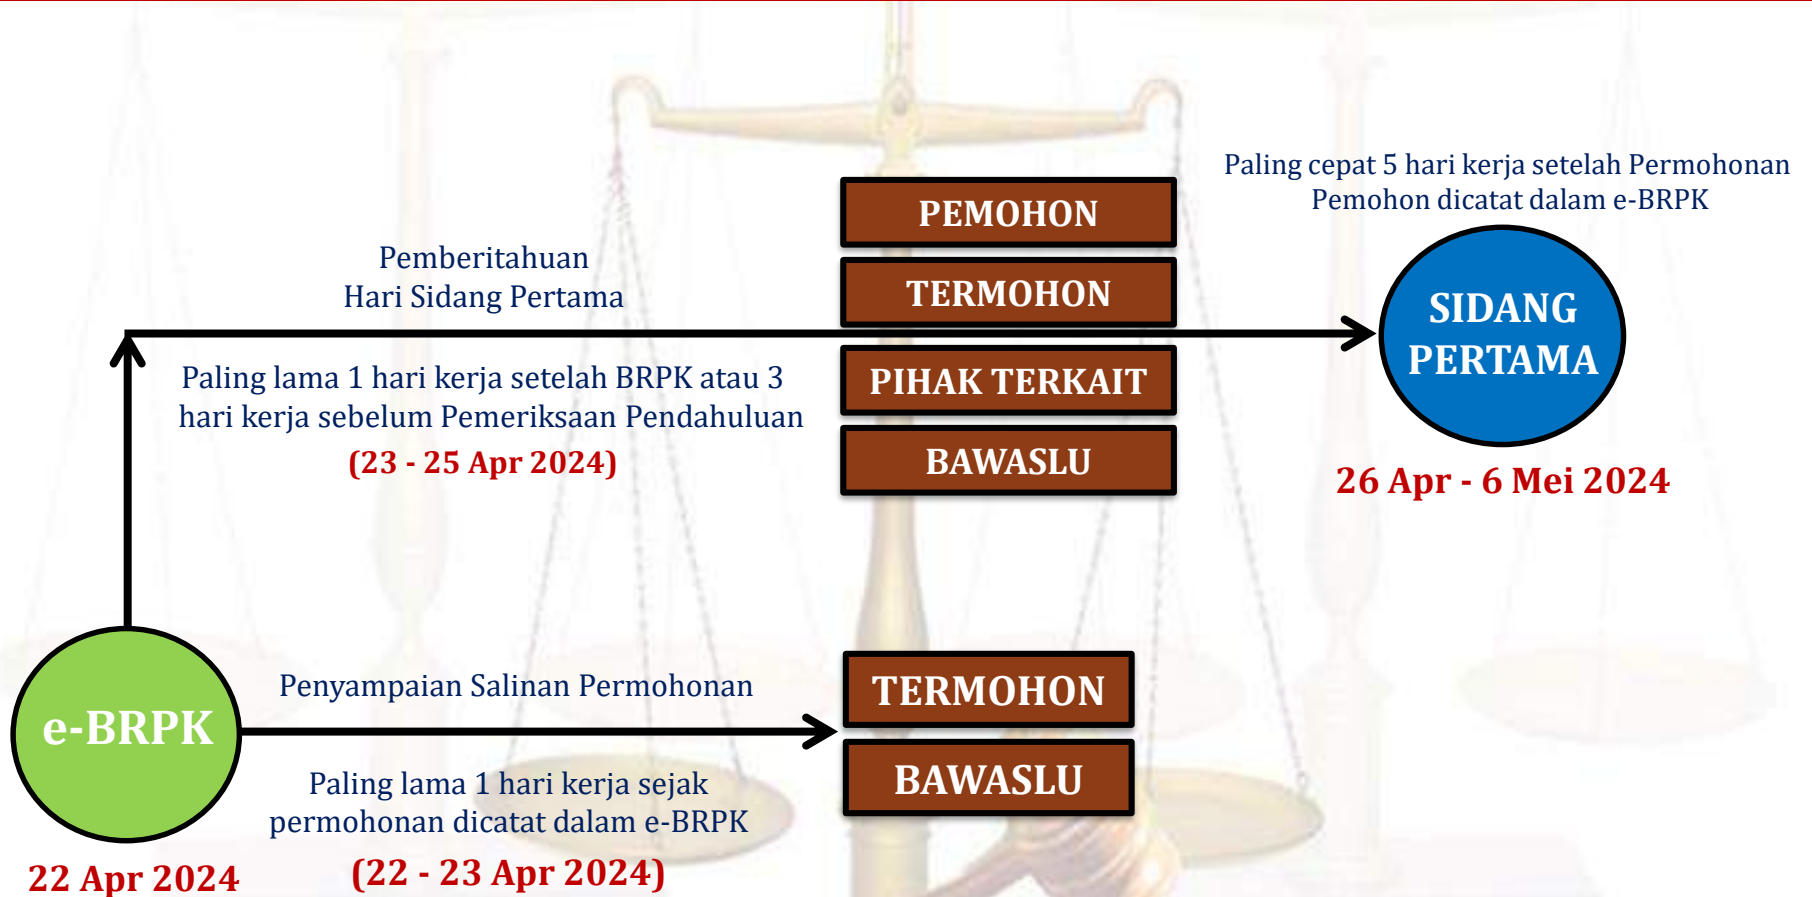 Paling cepat 5 hari kerja setelah Permohonan
Pemohon dicatat dalam e-BRPK
PEMOHON
TERMOHON
PIHAK TERKAIT
BAWASLU
Pemberitahuan
Hari Sidang Pertama
Paling lama 1 hari kerja setelah BRPK atau 3
hari kerja sebelum Pemeriksaan Pendahuluan
(23 - 25 Apr 2024)
SIDANG
PERTAMA
26 Apr - 6 Mei 2024
e-BRPK
22 Apr 2024
Penyampaian Salinan Permohonan
Paling lama 1 hari kerja sejak
permohonan dicatat dalam e-BRPK
(22 - 23 Apr 2024)
TERMOHON
BAWASLU